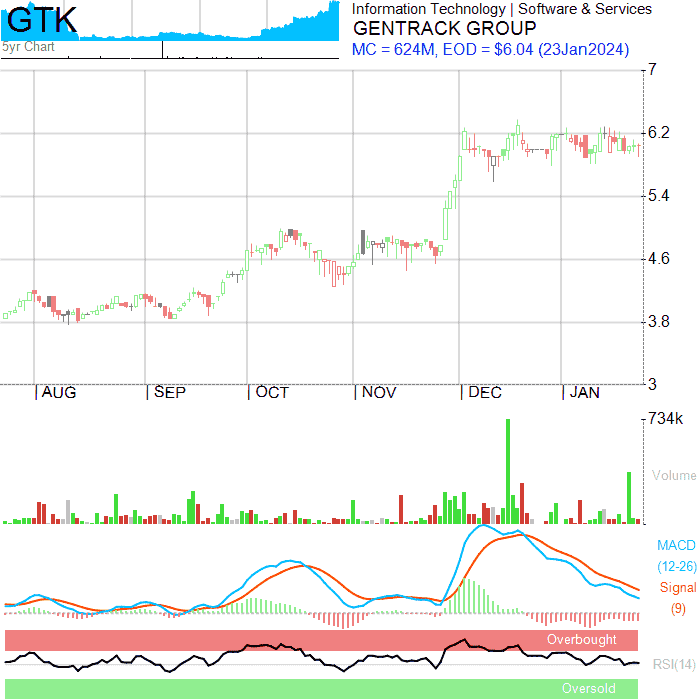 GTK
5yr Chart
Information Technology | Software & Services
GENTRACK GROUP
MC = 624M, EOD = $6.04 (23Jan2024)
7
6.2
5.4
4.6
3.8
3
AUG SEP OCT NOV DEC JAN
734k
Volume
MACD
(12-26)
Signal
(9)
Overbought
RSI(14)
Oversold